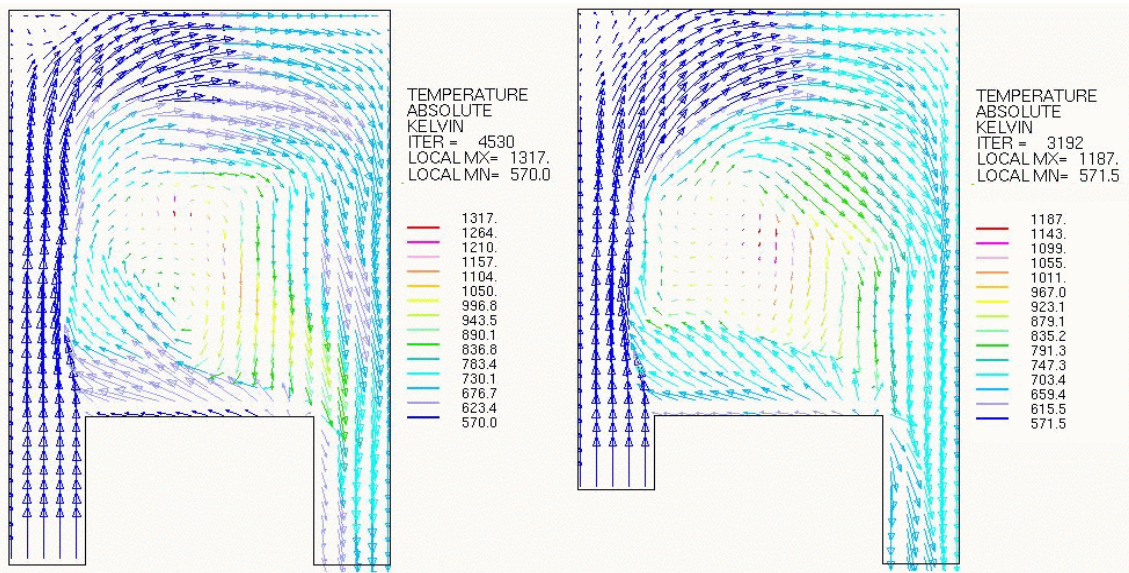 TEMPERATURE
ABSOLUTE
KELVIN
ITER = 4530
LOCAL MX= 1317.
LOCAL MN= 570.0
1317.
1264.
1210.
1157.
1104.
1050.
996.8
943.5
890.1
836.8
783.4
730.1
676.7
623.4
570.0
TEMPERATURE
ABSOLUTE
KELVIN
ITER = 3192
LOCAL MX= 1187.
LOCAL MN= 571.5
1187.
1143.
1099.
1055.
1011.
967.0
923.1
879.1
835.2
791.3
747.3
703.4
659.4
615.5
571.5